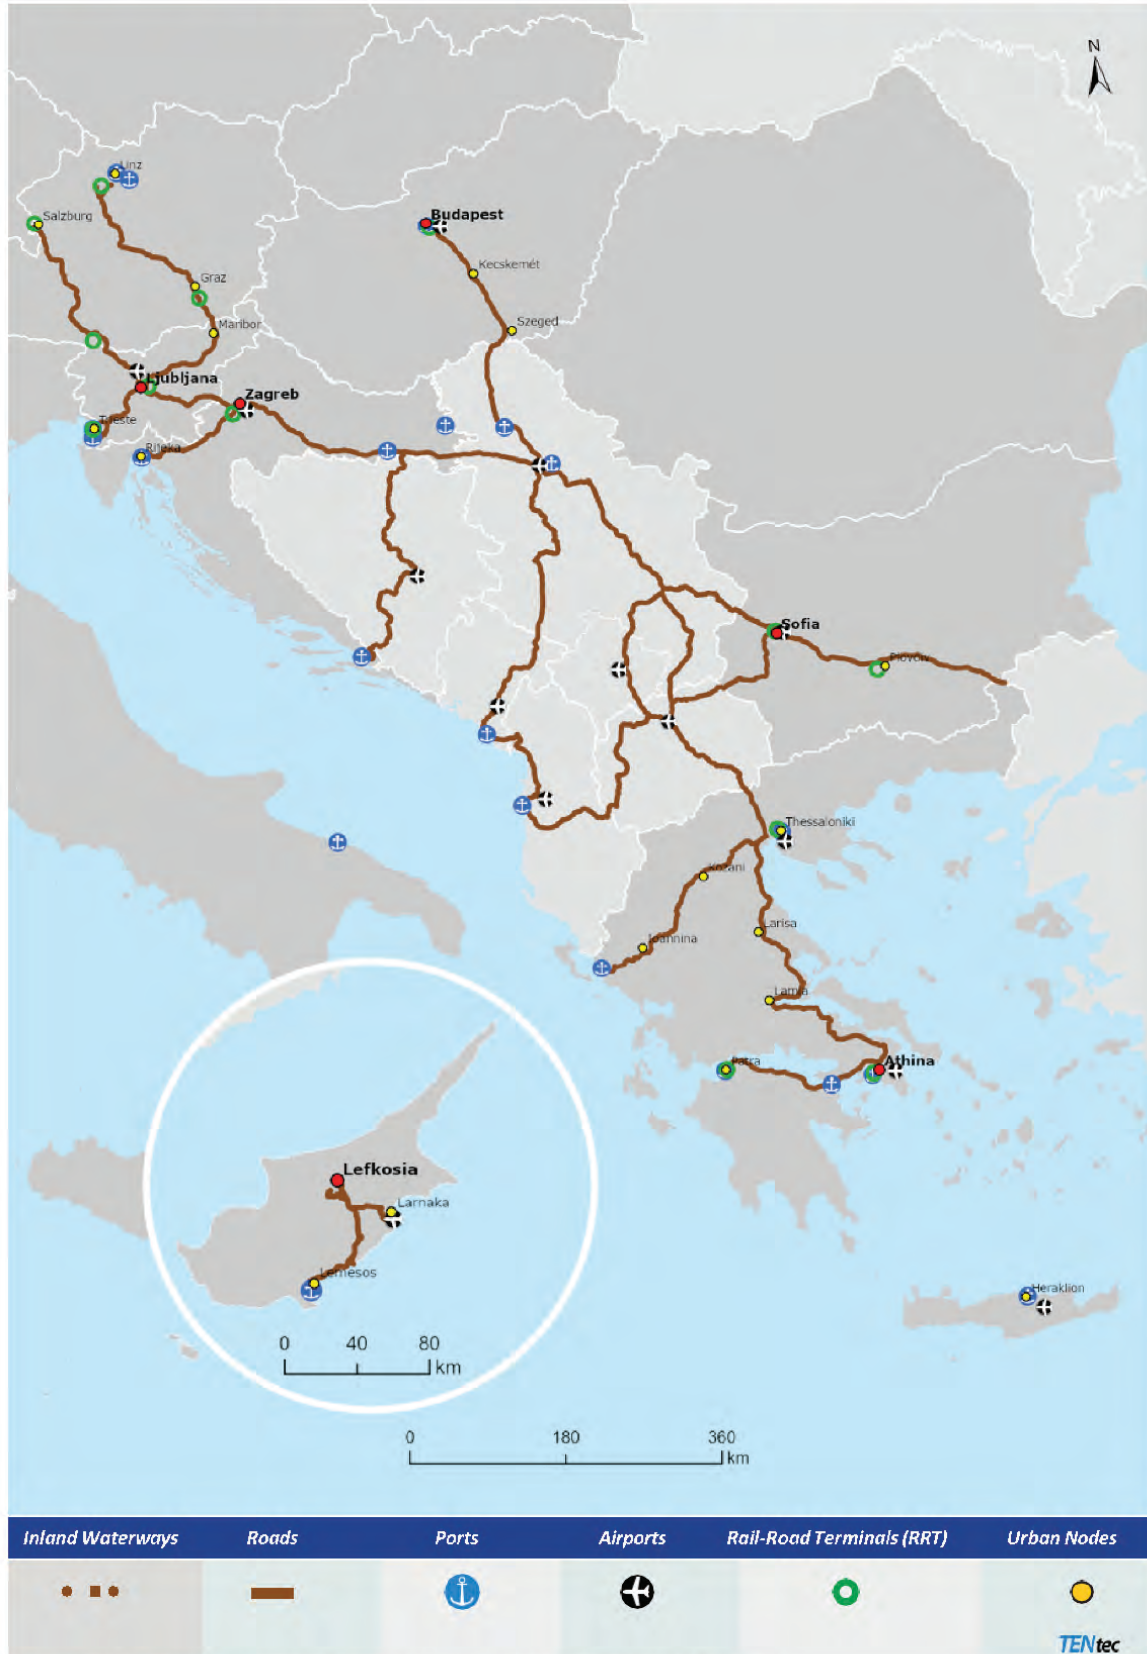 N
Linz
Salzburg
Budapest
Graz
Kecskemét
Maribor
Szeged
Ljubljana
Zagreb
Trieste
Rijeka
Sofia
Plovdiv
Thessaloniki
Kozani
Ioannina
Larisa
Lamia
Patra
Athina
Lefkosia
Larnaka
Lemesos
Heraklion
0 40 80
km
0 180 360
km
Inland Waterways Roads Ports Airports Rail-Road Terminals (RRT) Urban Nodes
TENtec